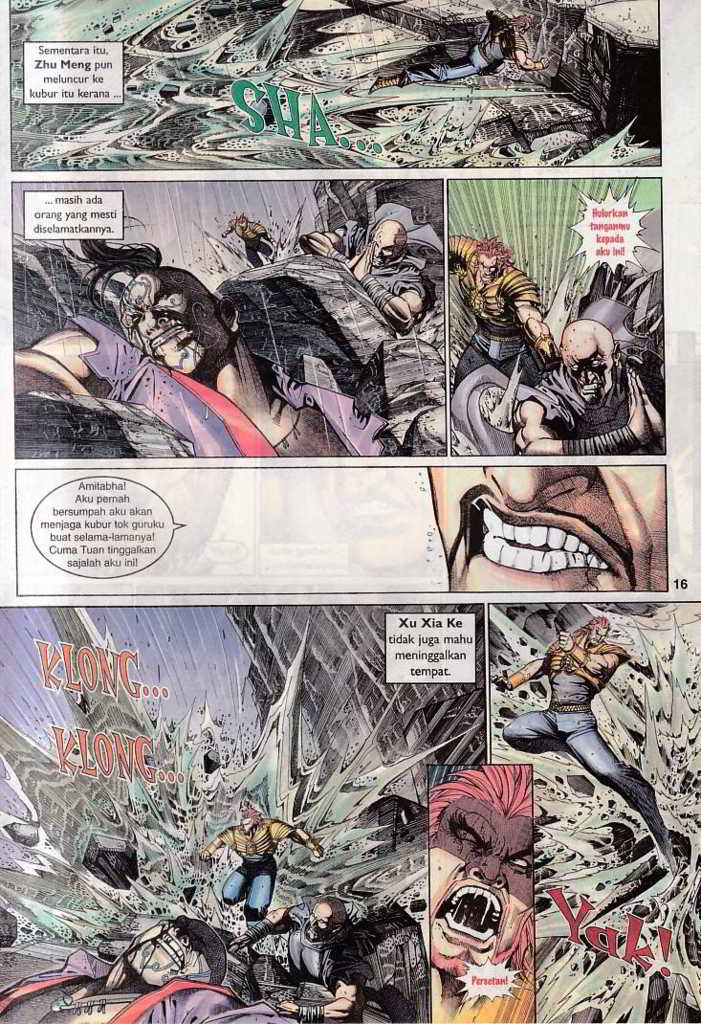 Sementara itu,
Zhu Meng pun
meluncur ke
kubur itu kerana ...
SHA...
... masih ada
orang yang mesti
diselamatkannya.
Hulurkan
tanganmu
kepada
aku ini!
Amitabha!
Aku pernah
bersumpah aku akan
menjaga kubur tok guruku
buat selama-lamanya!
Cuma Tuan tinggalkan
sajalah aku ini!
16
Xu Xia Ke
tidak juga mahu
meninggalkan
tempat.
KLONG...
KLONG...
Persetan!
Yak!